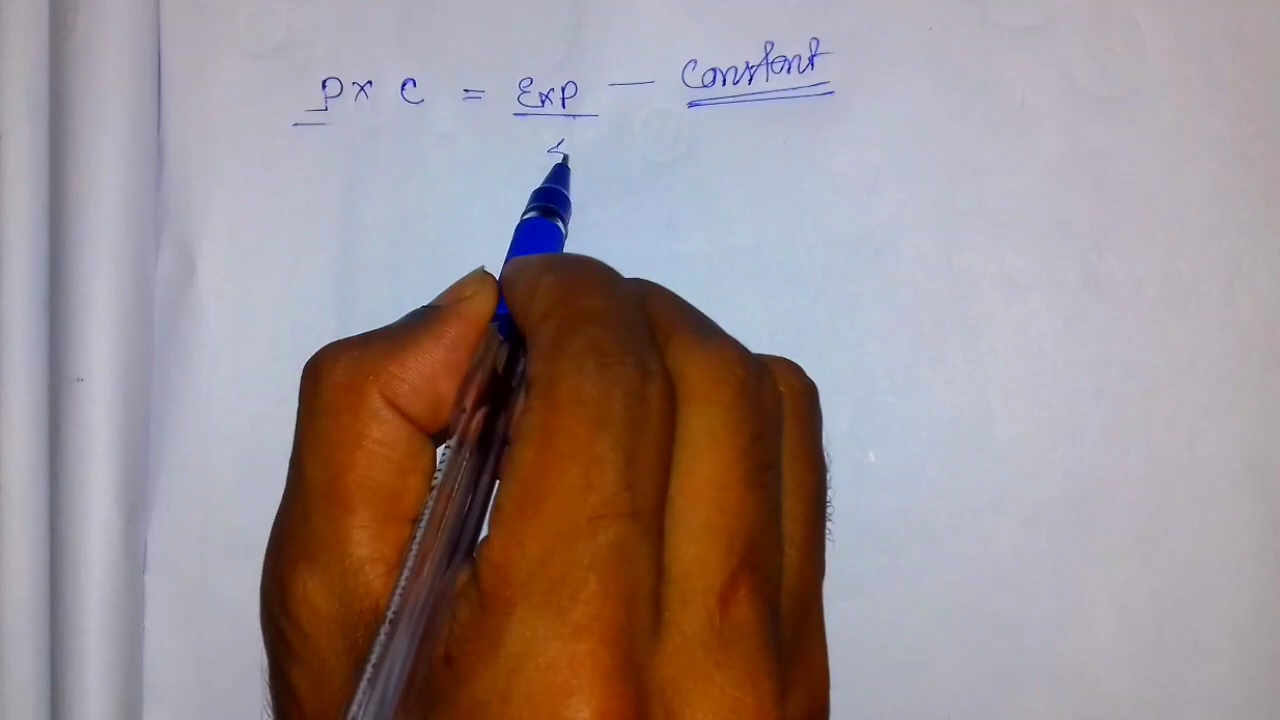 P x C = Exp - Constant